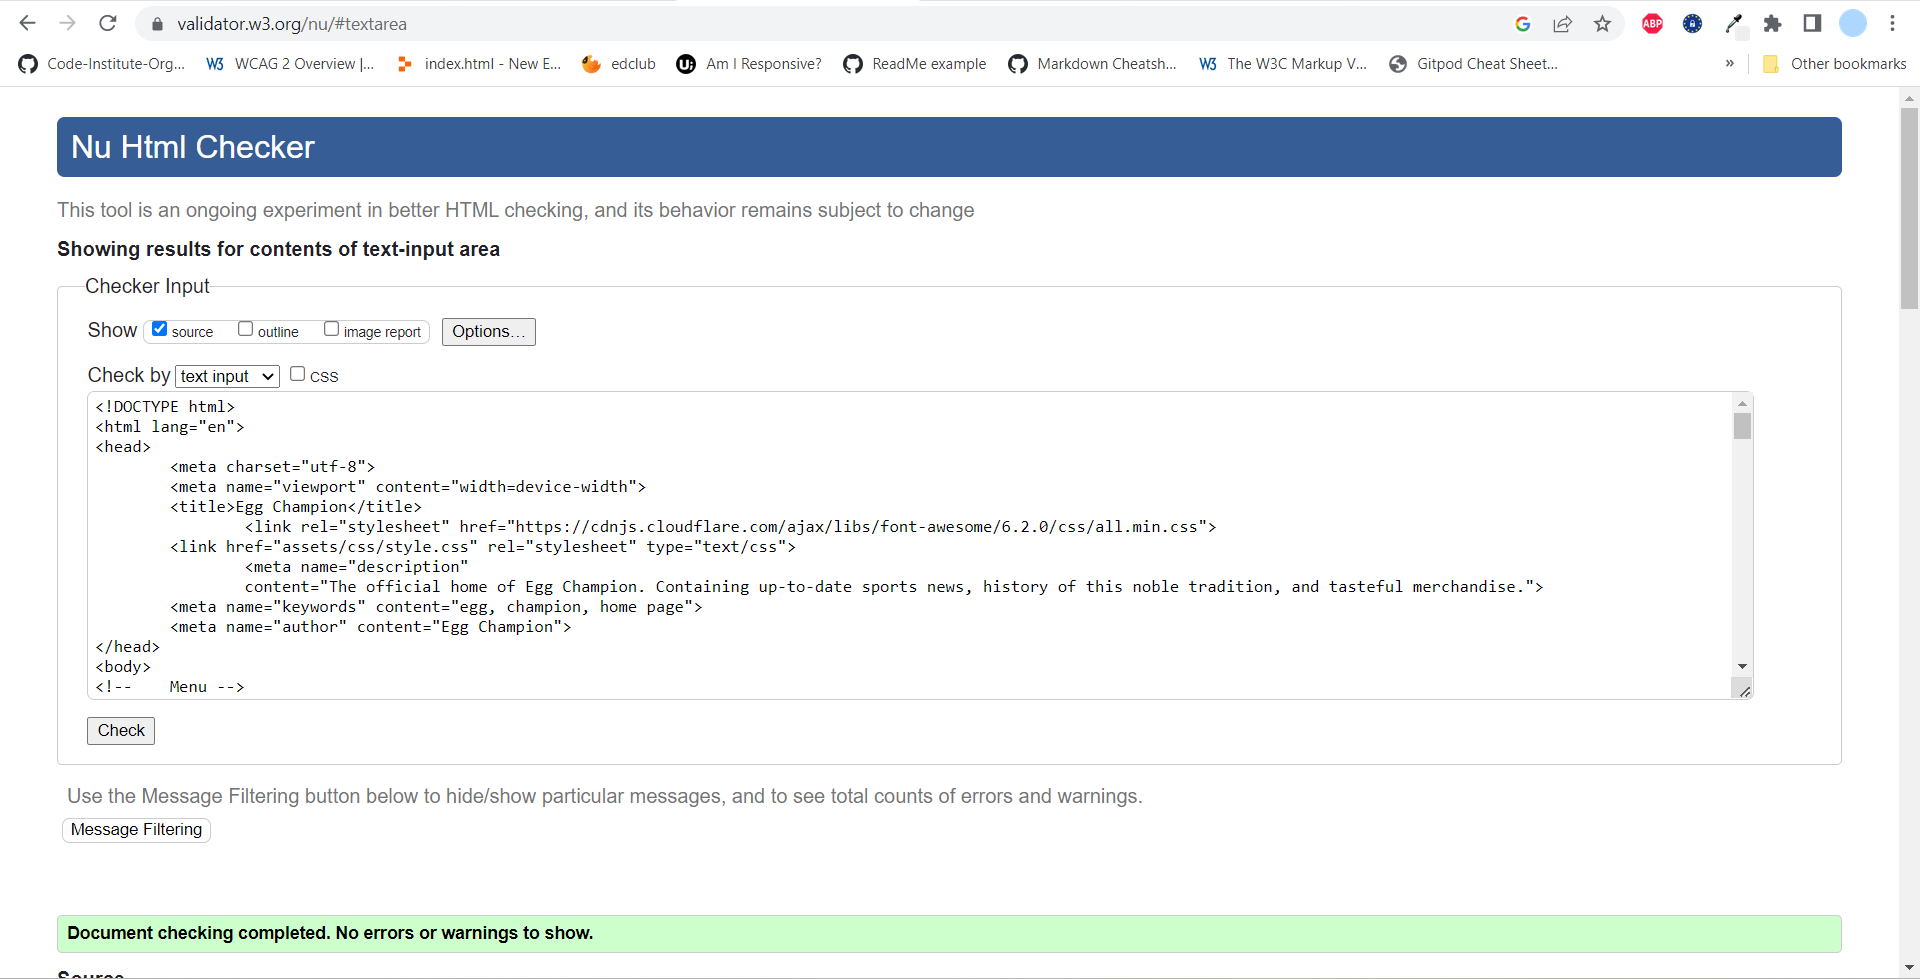 validator.w3.org/nu/#textarea
Code-Institute-Org... WCAG 2 Overview |... index.html - New E... edclub Am I Responsive? ReadMe example Markdown Cheatsh... The W3C Markup V... Gitpod Cheat Sheet... » Other bookmarks
Nu Html Checker
This tool is an ongoing experiment in better HTML checking, and its behavior remains subject to change
Showing results for contents of text-input area
Checker Input
Show source outline image report Options...
Check by text input CSS
<!DOCTYPE html>
<html lang="en">
<head>
<meta charset="utf-8">
<meta name="viewport" content="width=device-width">
<title>Egg Champion</title>
<link rel="stylesheet" href="https://cdnjs.cloudflare.com/ajax/libs/font-awesome/6.2.0/css/all.min.css">
<link href="assets/css/style.css" rel="stylesheet" type="text/css">
<meta name="description"
content="The official home of Egg Champion. Containing up-to-date sports news, history of this noble tradition, and tasteful merchandise.">
<meta name="keywords" content="egg, champion, home page">
<meta name="author" content="Egg Champion">
</head>
<body>
<!-- Menu -->
Check
Use the Message Filtering button below to hide/show particular messages, and to see total counts of errors and warnings.
Message Filtering
Document checking completed. No errors or warnings to show.
Source